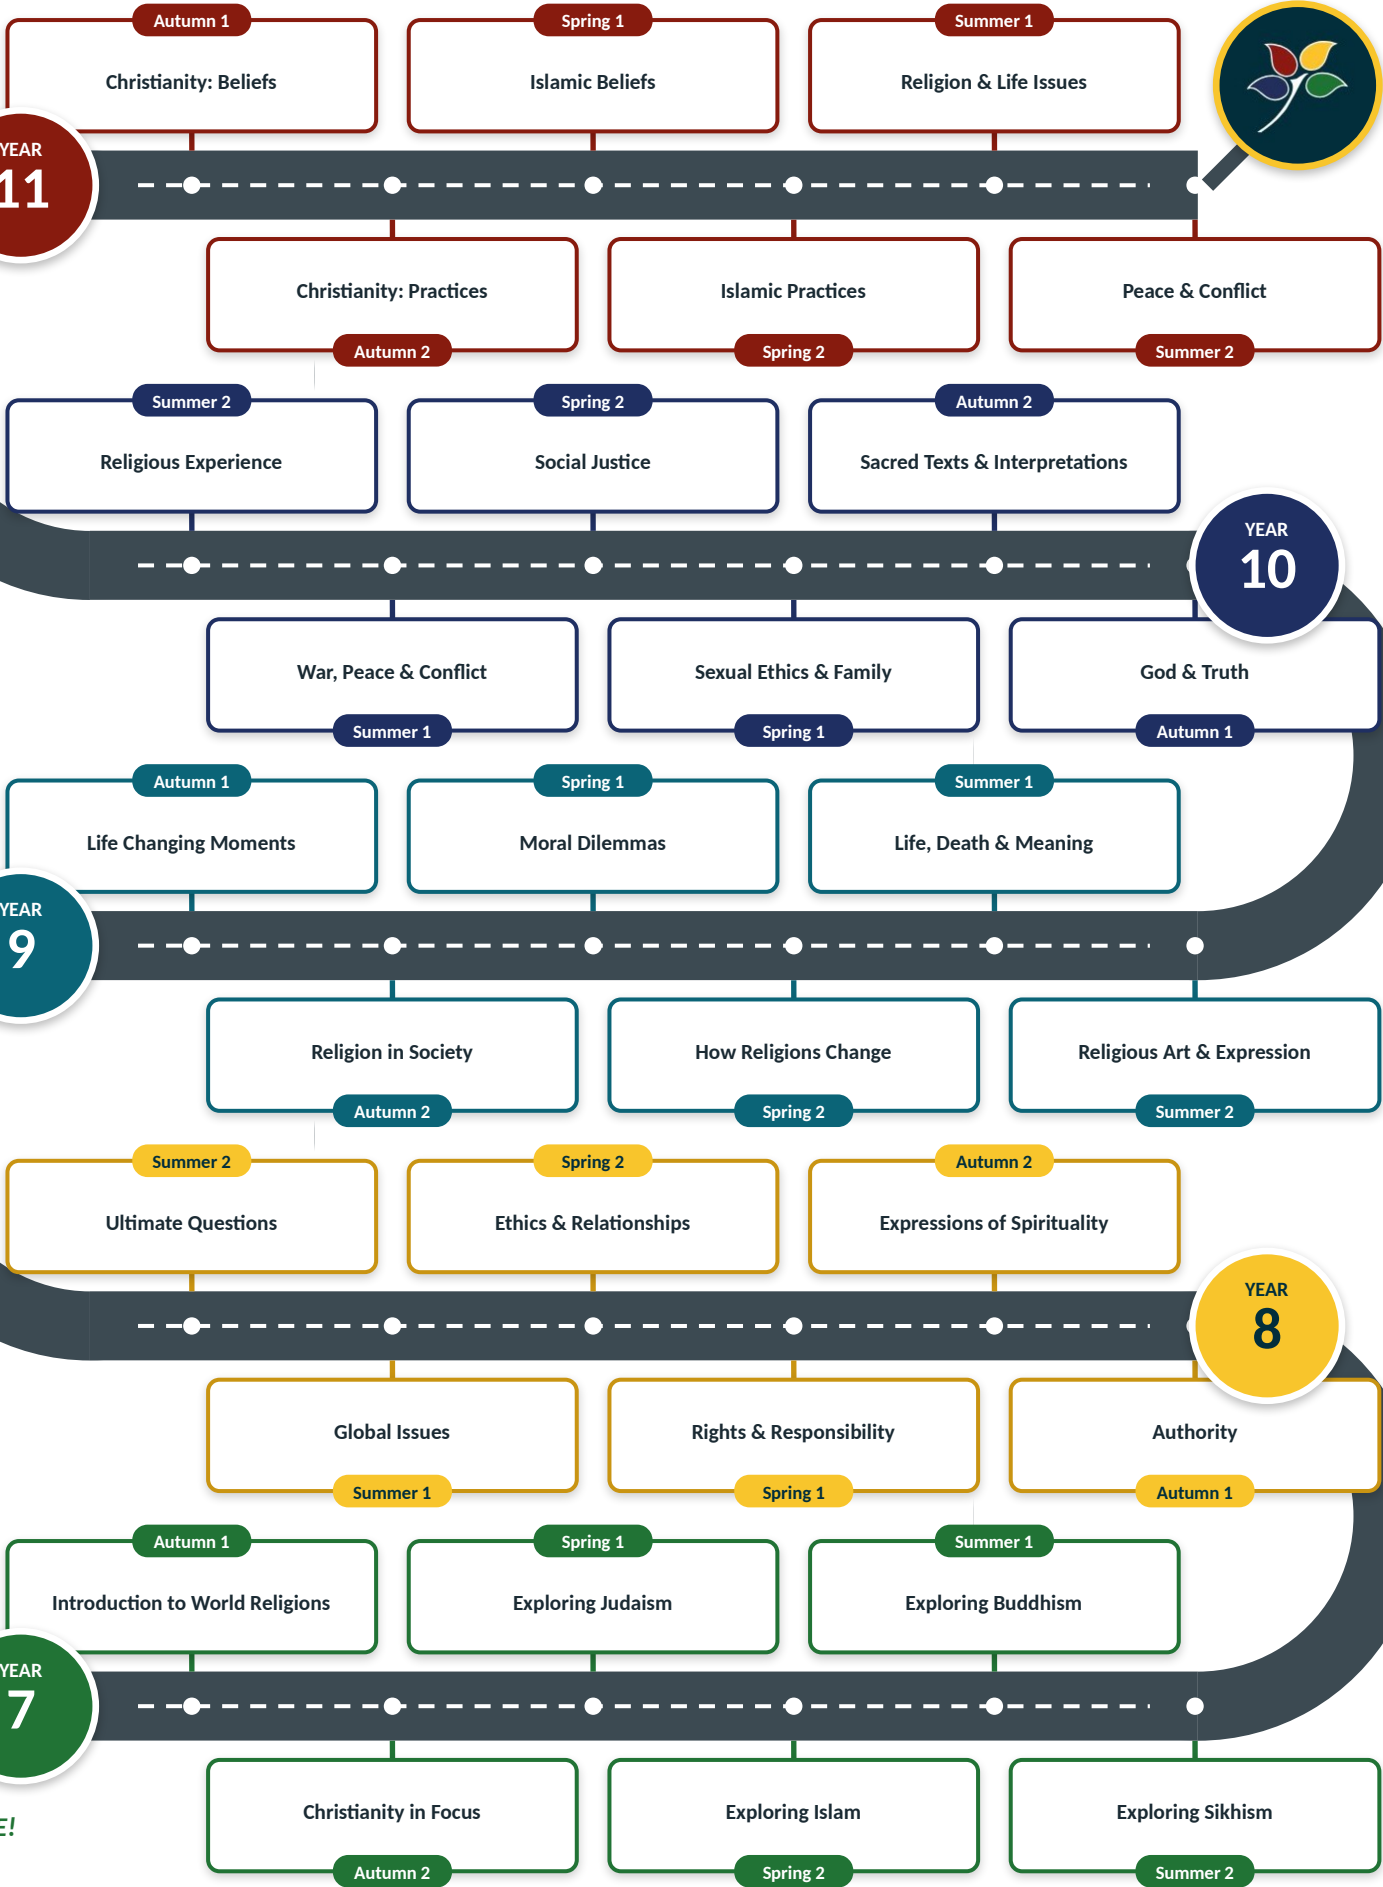 Autumn 1
Spring 1
Summer 1
Christianity: Beliefs
Islamic Beliefs
Religion & Life Issues
YEAR
11
Christianity: Practices
Islamic Practices
Peace & Conflict
Autumn 2
Spring 2
Summer 2
Summer 2
Spring 2
Autumn 2
Religious Experience
Social Justice
Sacred Texts & Interpretations
YEAR
10
War, Peace & Conflict
Sexual Ethics & Family
God & Truth
Summer 1
Spring 1
Autumn 1
Autumn 1
Spring 1
Summer 1
Life Changing Moments
Moral Dilemmas
Life, Death & Meaning
YEAR
9
Religion in Society
How Religions Change
Religious Art & Expression
Autumn 2
Spring 2
Summer 2
Summer 2
Spring 2
Autumn 2
Ultimate Questions
Ethics & Relationships
Expressions of Spirituality
YEAR
8
Global Issues
Rights & Responsibility
Authority
Summer 1
Spring 1
Autumn 1
Autumn 1
Spring 1
Summer 1
Introduction to World Religions
Exploring Judaism
Exploring Buddhism
YEAR
7
Christianity in Focus
Exploring Islam
Exploring Sikhism
E!
Autumn 2
Spring 2
Summer 2